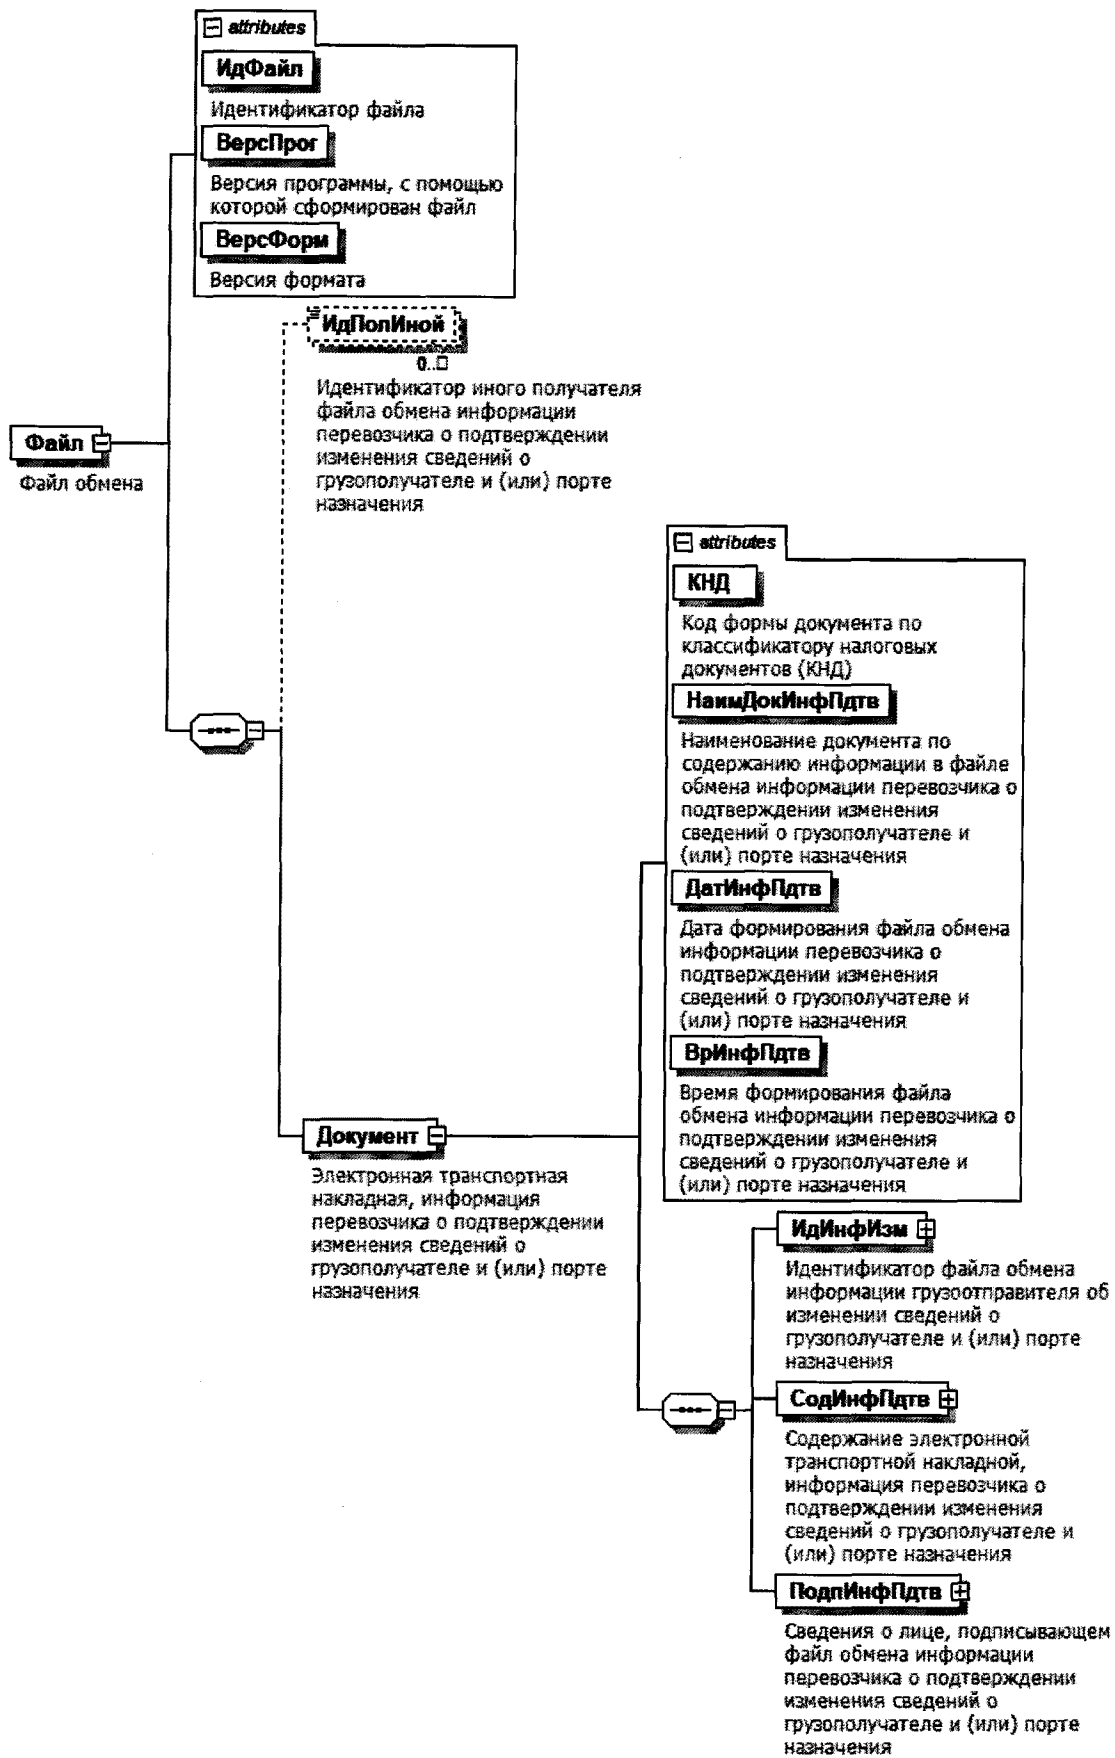 attributes
ИдФайл
Идентификатор файла
ВерсПрог
Версия программы, с помощью
которой сформирован файл
ВерсФорм
Версия формата
ИдПолИной
0..□
Идентификатор иного получателя
файла обмена информации
перевозчика о подтверждении
изменения сведений о
грузополучателе и (или) порте
назначения
Файл
Файл обмена
attributes
КНД
Код формы документа по
классификатору налоговых
документов (КНД)
НаимДокИнфПдтв
Наименование документа по
содержанию информации в файле
обмена информации перевозчика о
подтверждении изменения
сведений о грузополучателе и
(или) порте назначения
ДатИнфПдтв
Дата формирования файла обмена
информации перевозчика о
подтверждении изменения
сведений о грузополучателе и
(или) порте назначения
ВрИнфПдтв
Время формирования файла
обмена информации перевозчика о
подтверждении изменения
сведений о грузополучателе и
(или) порте назначения
Документ
Электронная транспортная
накладная, информация
перевозчика о подтверждении
изменения сведений о
грузополучателе и (или) порте
назначения
ИдИнфИзм
Идентификатор файла обмена
информации грузоотправителя об
изменении сведений о
грузополучателе и (или) порте
назначения
СодИнфПдтв
Содержание электронной
транспортной накладной,
информация перевозчика о
подтверждении изменения
сведений о грузополучателе и
(или) порте назначения
ПодпИнфПдтв
Сведения о лице, подписывающем
файл обмена информации
перевозчика о подтверждении
изменения сведений о
грузополучателе и (или) порте
назначения